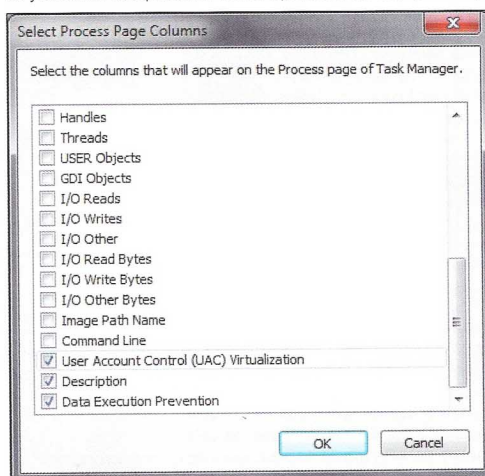 Select Process Page Columns
Select the columns that will appear on the Process page of Task Manager.
Handles
Threads
USER Objects
GDI Objects
I/O Reads
I/O Writes
I/O Other
I/O Read Bytes
I/O Write Bytes
I/O Other Bytes
Image Path Name
Command Line
User Account Control (UAC) Virtualization
Description
Data Execution Prevention
OK
Cancel